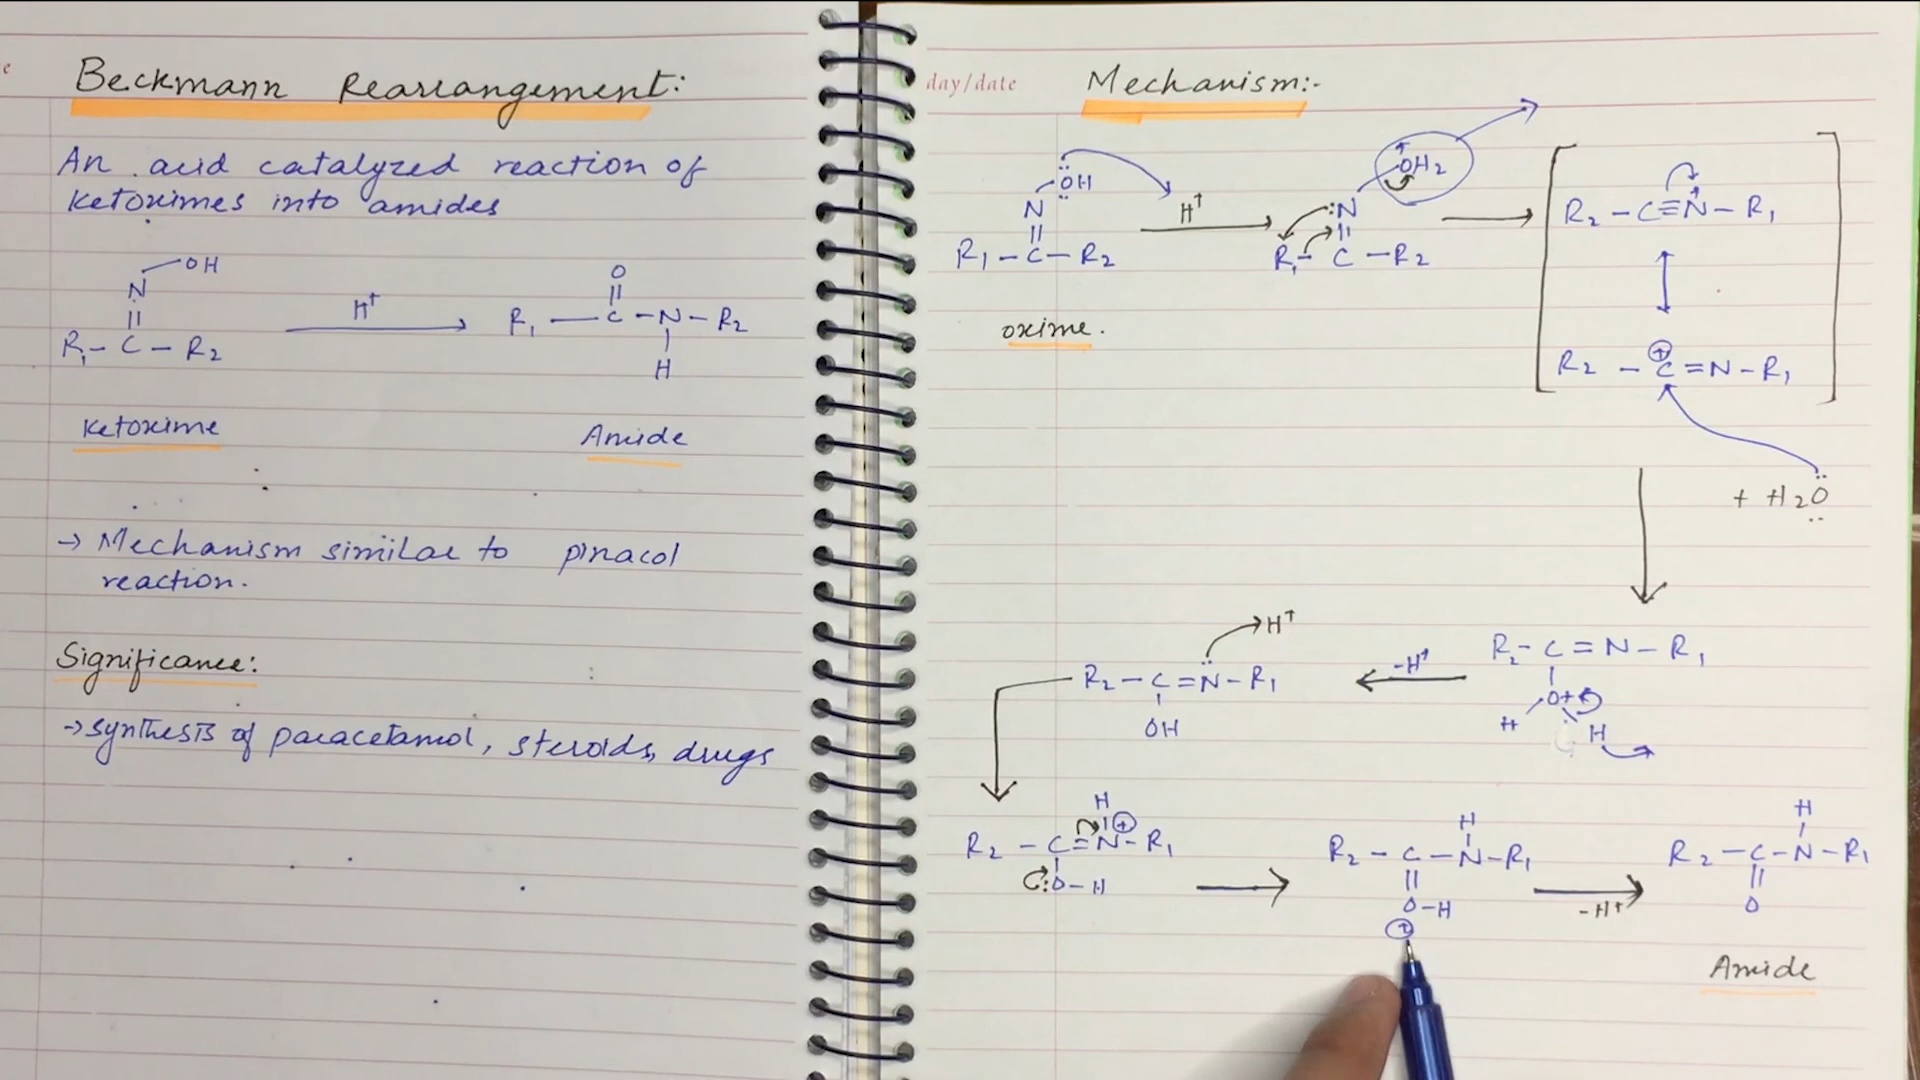 Beckmann Rearrangement:
An acid catalyzed reaction of
ketoximes into amides
OH
N
||
R1 – C – R2
H+
O
||
R1 — C – N – R2
|
H
Ketoxime
Amide
→ Mechanism similar to pinacol
reaction.
Significance:
→ synthesis of paracetamol, steroids, drugs
day/date
Mechanism:-
OH
N
||
R1 – C – R2
oxime.
H+
+
OH2
:N
||
R1 – C – R2
+
R2 – C≡N – R1
+
R2 – C = N – R1
+ H2O
R2 – C = N – R1
|
O+
H
H
-H+
H+
R2 – C = N – R1
|
OH
H
| +
R2 – C = N – R1
|
:O – H
H
|
R2 – C – N – R1
||
O – H
+
-H+
H
|
R2 – C – N – R1
||
O
Amide